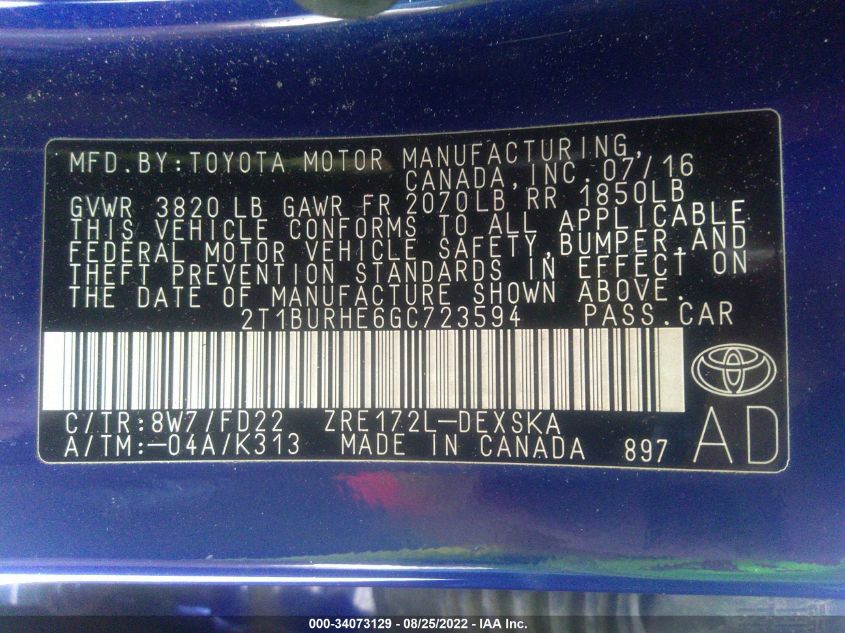 MFD.BY:TOYOTA MOTOR MANUFACTURING,
CANADA, INC. 07/16
GVWR 3820 LB GAWR FR 2070LB RR 1850LB
THIS VEHICLE CONFORMS TO ALL APPLICABLE
FEDERAL MOTOR VEHICLE SAFETY, BUMPER, AND
THEFT PREVENTION STANDARDS IN EFFECT ON
THE DATE OF MANUFACTURE SHOWN ABOVE.
2T1BURHE6GC723594 PASS.CAR
C/TR:8W7/FD22 ZRE172L-DEXSKA
A/TM:-04A/K313 MADE IN CANADA 897
AD
000-34073129 - 08/25/2022 - IAA Inc.